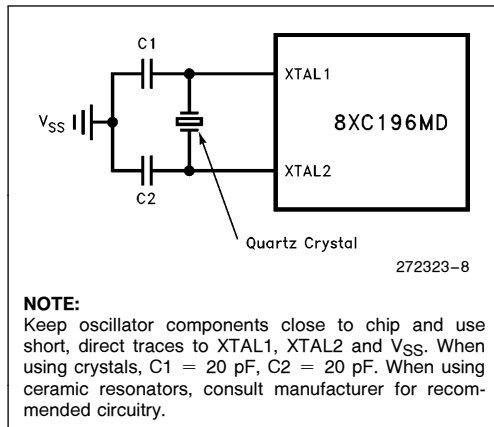 C1
XTAL1
V_SS
8XC196MD
XTAL2
C2
Quartz Crystal
272323–8
NOTE:
Keep oscillator components close to chip and use
short, direct traces to XTAL1, XTAL2 and V_SS. When
using crystals, C1 = 20 pF, C2 = 20 pF. When using
ceramic resonators, consult manufacturer for recom-
mended circuitry.